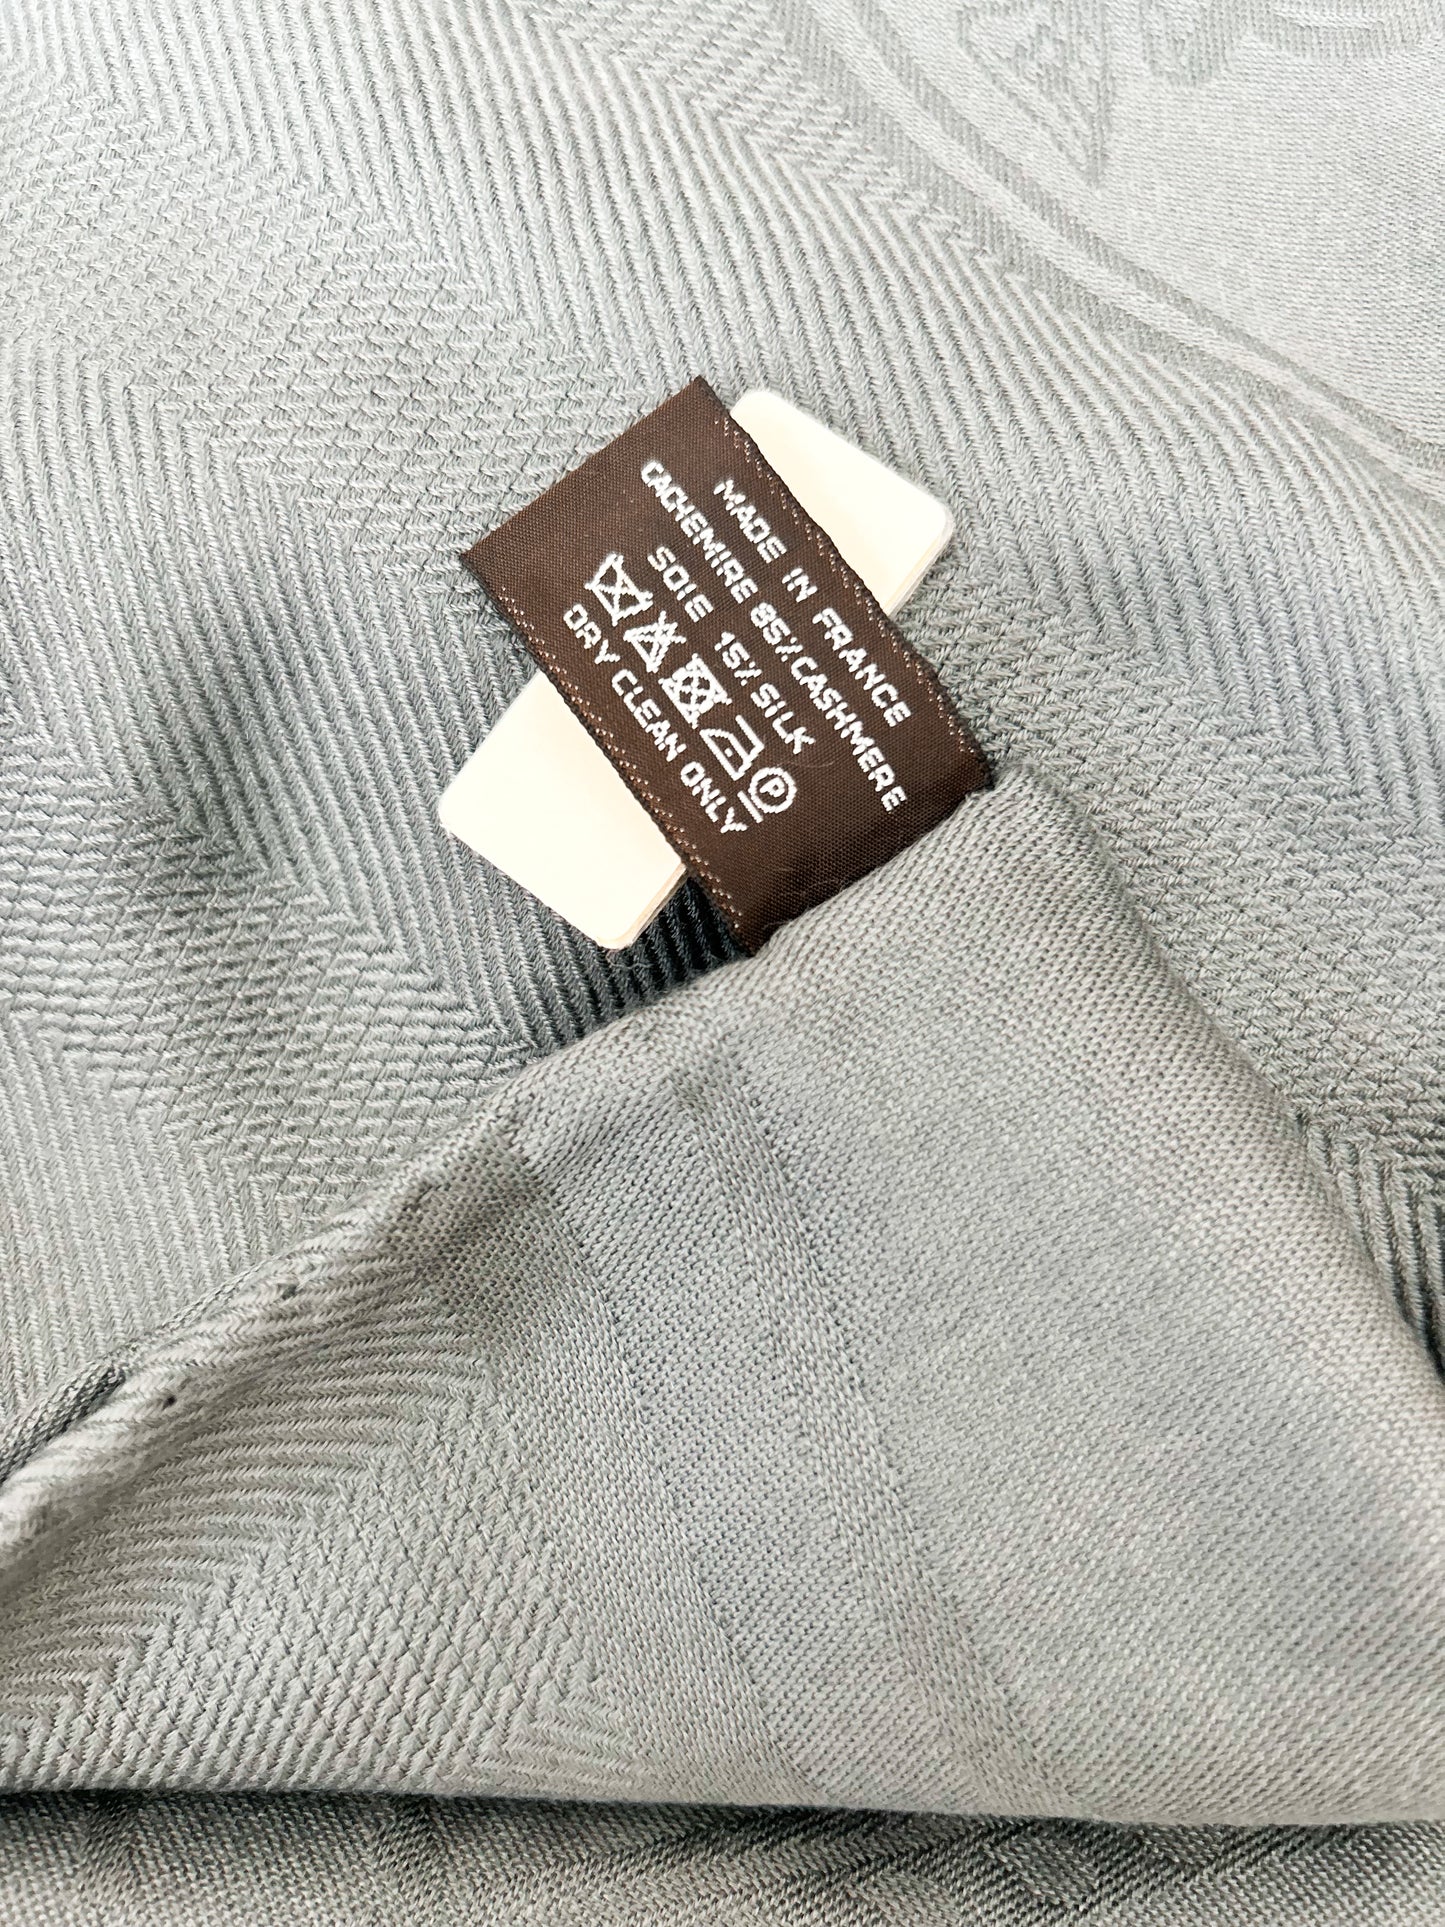 MADE IN FRANCE
CACHEMIRE 85% CASHMERE
SOIE 15% SILK
P
DRY CLEAN ONLY